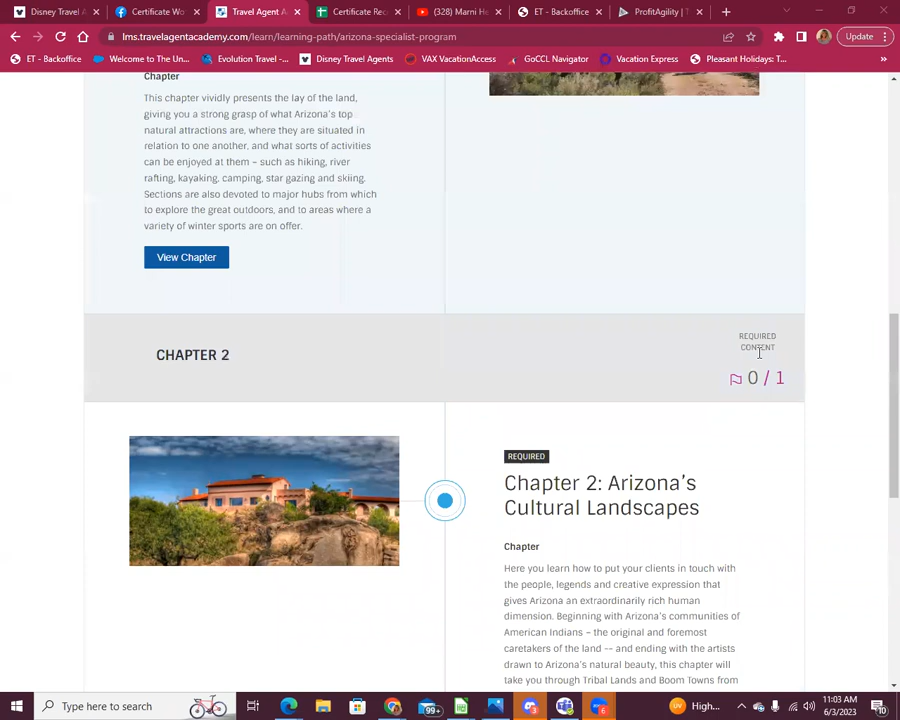 Disney Travel A
Certificate Wo
Travel Agent A
Certificate Rec
(328) Marni He
ET - Backoffice
ProfitAgility | T
lms.travelagentacademy.com/learn/learning-path/arizona-specialist-program
Update
ET - Backoffice
Welcome to The Un...
Evolution Travel -...
Disney Travel Agents
VAX VacationAccess
GoCCL Navigator
Vacation Express
Pleasant Holidays: T...
Chapter
This chapter vividly presents the lay of the land,
giving you a strong grasp of what Arizona's top
natural attractions are, where they are situated in
relation to one another, and what sorts of activities
can be enjoyed at them – such as hiking, river
rafting, kayaking, camping, star gazing and skiing.
Sections are also devoted to major hubs from which
to explore the great outdoors, and to areas where a
variety of winter sports are on offer.
View Chapter
CHAPTER 2
REQUIRED
CONTENT
0 / 1
REQUIRED
Chapter 2: Arizona's
Cultural Landscapes
Chapter
Here you learn how to put your clients in touch with
the people, legends and creative expression that
gives Arizona an extraordinarily rich human
dimension. Beginning with Arizona's communities of
American Indians – the original and foremost
caretakers of the land -- and ending with the artists
drawn to Arizona's natural beauty, this chapter will
take you through Tribal Lands and Boom Towns from
Type here to search
99+
3
6
UV
High...
11:03 AM
6/3/2023
10